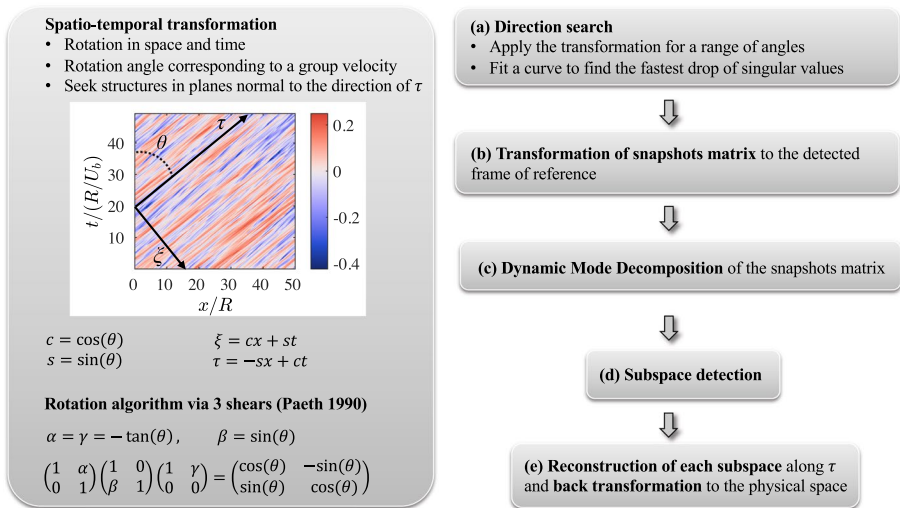 Spatio-temporal transformation
• Rotation in space and time
• Rotation angle corresponding to a group velocity
• Seek structures in planes normal to the direction of τ
τ
θ
ξ
t/(R/U_b)
40
30
20
10
0 10 20 30 40 50
x/R
0.2
0
-0.2
-0.4
c = cos(θ) ξ = cx + st
s = sin(θ) τ = −sx + ct
Rotation algorithm via 3 shears (Paeth 1990)
α = γ = − tan(θ) , β = sin(θ)
(1 α) (1 0) (1 γ) = (cos(θ) −sin(θ))
(0 1) (β 1) (0 0) (sin(θ) cos(θ))
(a) Direction search
• Apply the transformation for a range of angles
• Fit a curve to find the fastest drop of singular values
(b) Transformation of snapshots matrix to the detected
frame of reference
(c) Dynamic Mode Decomposition of the snapshots matrix
(d) Subspace detection
(e) Reconstruction of each subspace along τ
and back transformation to the physical space